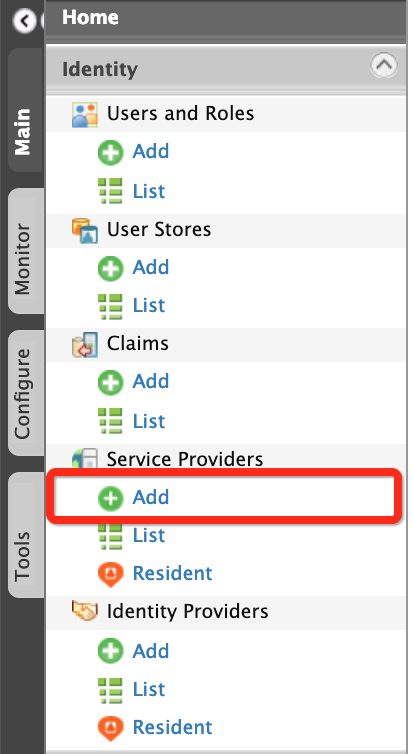 Home
Identity
Users and Roles
Add
List
User Stores
Add
List
Claims
Add
List
Service Providers
Add
List
Resident
Identity Providers
Add
List
Resident
Main
Monitor
Configure
Tools